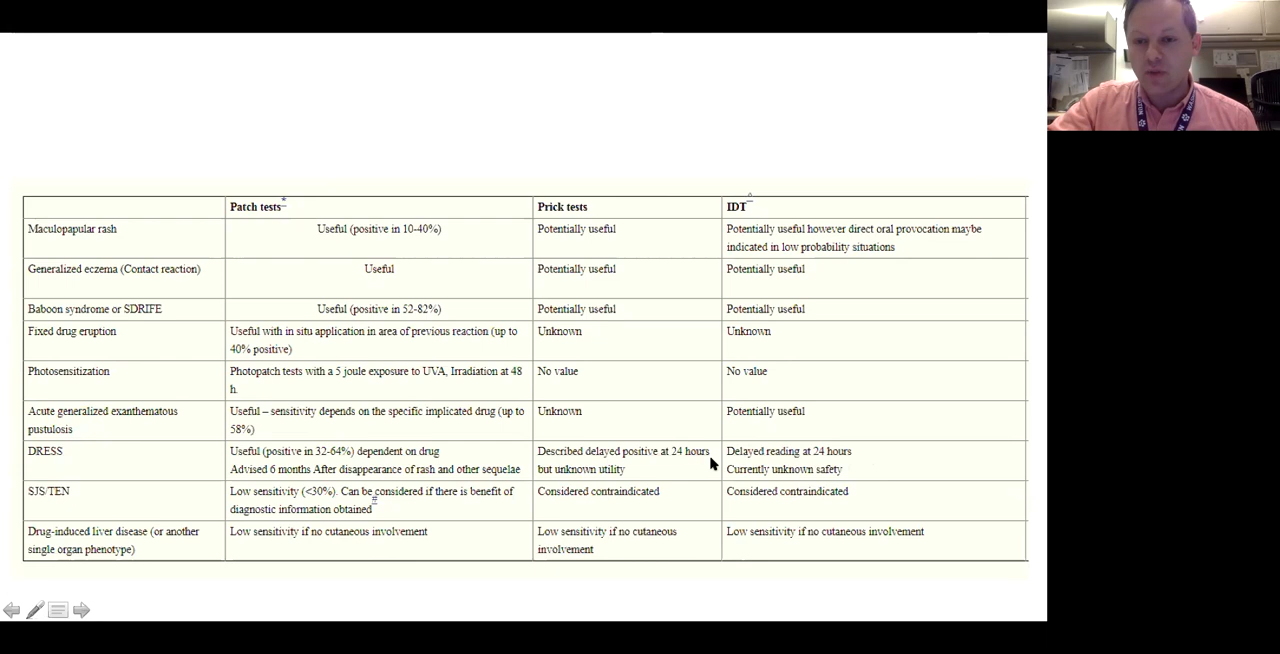 Patch tests*
Prick tests
IDT^
Maculopapular rash
Useful (positive in 10-40%)
Potentially useful
Potentially useful however direct oral provocation maybe
indicated in low probability situations
Generalized eczema (Contact reaction)
Useful
Potentially useful
Potentially useful
Baboon syndrome or SDRIFE
Useful (positive in 52-82%)
Potentially useful
Potentially useful
Fixed drug eruption
Useful with in situ application in area of previous reaction (up to
40% positive)
Unknown
Unknown
Photosensitization
Photopatch tests with a 5 joule exposure to UVA, Irradiation at 48
h.
No value
No value
Acute generalized exanthematous
pustulosis
Useful – sensitivity depends on the specific implicated drug (up to
58%)
Unknown
Potentially useful
DRESS
Useful (positive in 32-64%) dependent on drug
Advised 6 months After disappearance of rash and other sequelae
Described delayed positive at 24 hours
but unknown utility
Delayed reading at 24 hours
Currently unknown safety
SJS/TEN
Low sensitivity (<30%). Can be considered if there is benefit of
diagnostic information obtained#
Considered contraindicated
Considered contraindicated
Drug-induced liver disease (or another
single organ phenotype)
Low sensitivity if no cutaneous involvement
Low sensitivity if no cutaneous
involvement
Low sensitivity if no cutaneous involvement